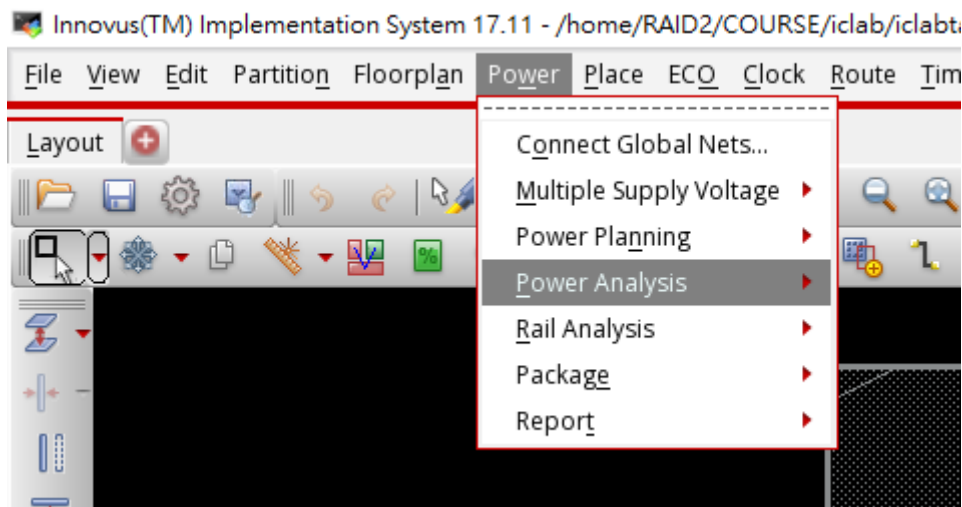 Innovus(TM) Implementation System 17.11 - /home/RAID2/COURSE/iclab/iclabta
File View Edit Partition Floorplan Power Place ECO Clock Route Tim
Layout
Connect Global Nets...
Multiple Supply Voltage
Power Planning
%
Power Analysis
Rail Analysis
Package
Report